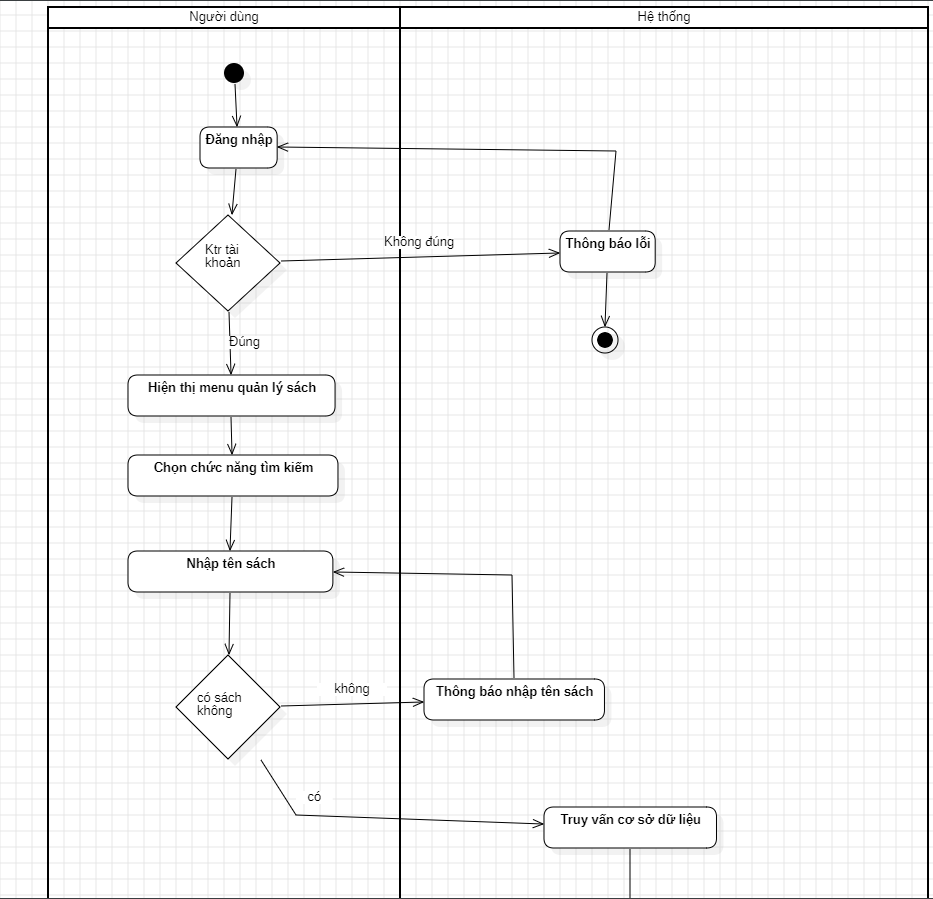 Người dùng
Hệ thống
Đăng nhập
Ktr tài
khoản
Không đúng
Thông báo lỗi
Đúng
Hiện thị menu quản lý sách
Chọn chức năng tìm kiếm
Nhập tên sách
có sách
không
không
Thông báo nhập tên sách
có
Truy vấn cơ sở dữ liệu